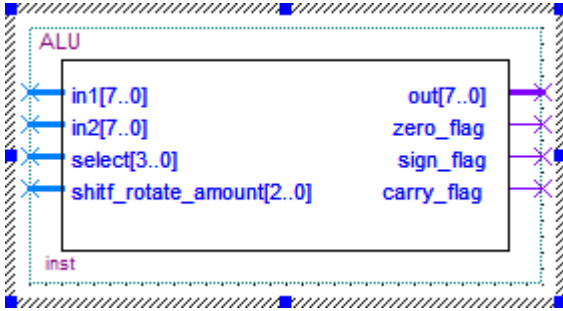 ALU
in1[7..0] out[7..0]
in2[7..0] zero_flag
select[3..0] sign_flag
shitf_rotate_amount[2..0] carry_flag
inst